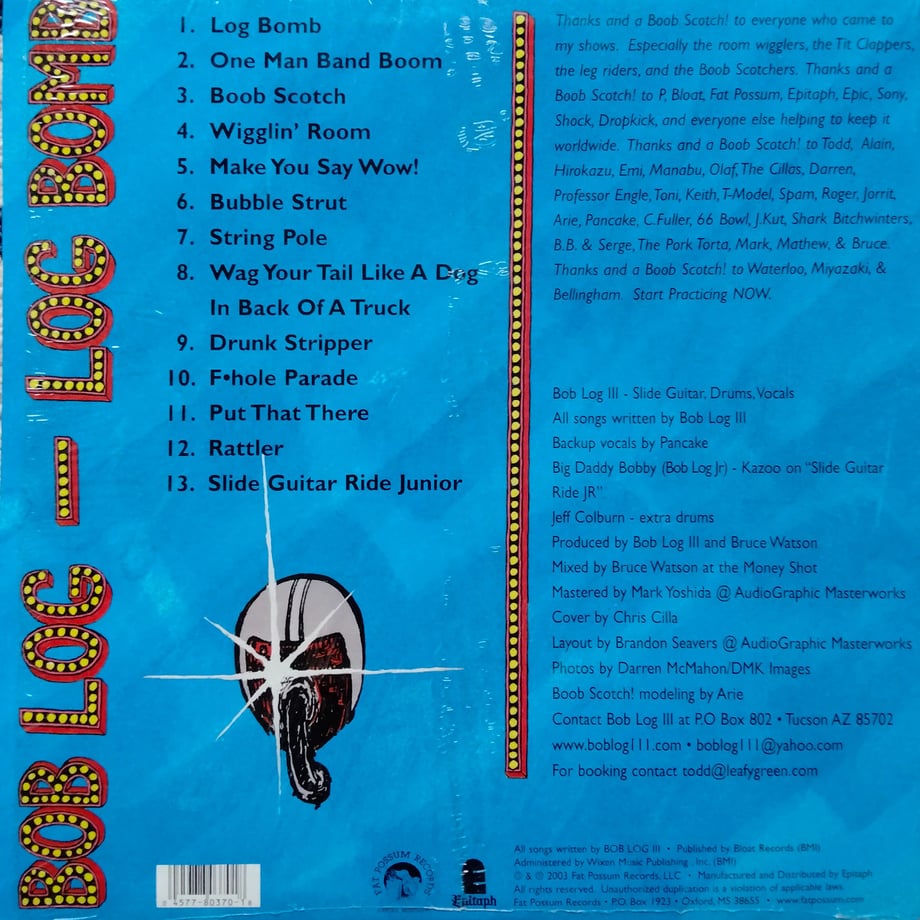 BOB LOG — LOG BOMB
1. Log Bomb
2. One Man Band Boom
3. Boob Scotch
4. Wigglin' Room
5. Make You Say Wow!
6. Bubble Strut
7. String Pole
8. Wag Your Tail Like A Dog
In Back Of A Truck
9. Drunk Stripper
10. F•hole Parade
11. Put That There
12. Rattler
13. Slide Guitar Ride Junior
Thanks and a Boob Scotch! to everyone who came to
my shows. Especially the room wigglers, the Tit Clappers,
the leg riders, and the Boob Scotchers. Thanks and a
Boob Scotch! to P, Bloat, Fat Possum, Epitaph, Epic, Sony,
Shock, Dropkick, and everyone else helping to keep it
worldwide. Thanks and a Boob Scotch! to Todd, Alain,
Hirokazu, Emi, Manabu, Olaf, The Cillas, Darren,
Professor Engle, Toni, Keith, T-Model, Spam, Roger, Jorrit,
Arie, Pancake, C.Fuller, 66 Bowl, J.Kut, Shark Bitchwinters,
B.B. & Serge, The Pork Torta, Mark, Mathew, & Bruce.
Thanks and a Boob Scotch! to Waterloo, Miyazaki, &
Bellingham. Start Practicing NOW.
Bob Log III - Slide Guitar, Drums, Vocals
All songs written by Bob Log III
Backup vocals by Pancake
Big Daddy Bobby (Bob Log Jr) - Kazoo on "Slide Guitar
Ride JR"
Jeff Colburn - extra drums
Produced by Bob Log III and Bruce Watson
Mixed by Bruce Watson at the Money Shot
Mastered by Mark Yoshida @ AudioGraphic Masterworks
Cover by Chris Cilla
Layout by Brandon Seavers @ AudioGraphic Masterworks
Photos by Darren McMahon/DMK Images
Boob Scotch! modeling by Arie
Contact Bob Log III at P.O Box 802 • Tucson AZ 85702
www.boblog111.com • boblog111@yahoo.com
For booking contact todd@leafygreen.com
All songs written by BOB LOG III • Published by Bloat Records (BMI)
Administered by Wixen Music Publishing, Inc. (BMI)
© & ℗ 2003 Fat Possum Records, LLC • Manufactured and Distributed by Epitaph
All rights reserved. Unauthorized duplication is a violation of applicable laws.
Fat Possum Records • P.O. Box 1923 • Oxford, MS 38655 • www.fatpossum.com
45778-0370-1
FAT POSSUM RECORDS
Epitaph